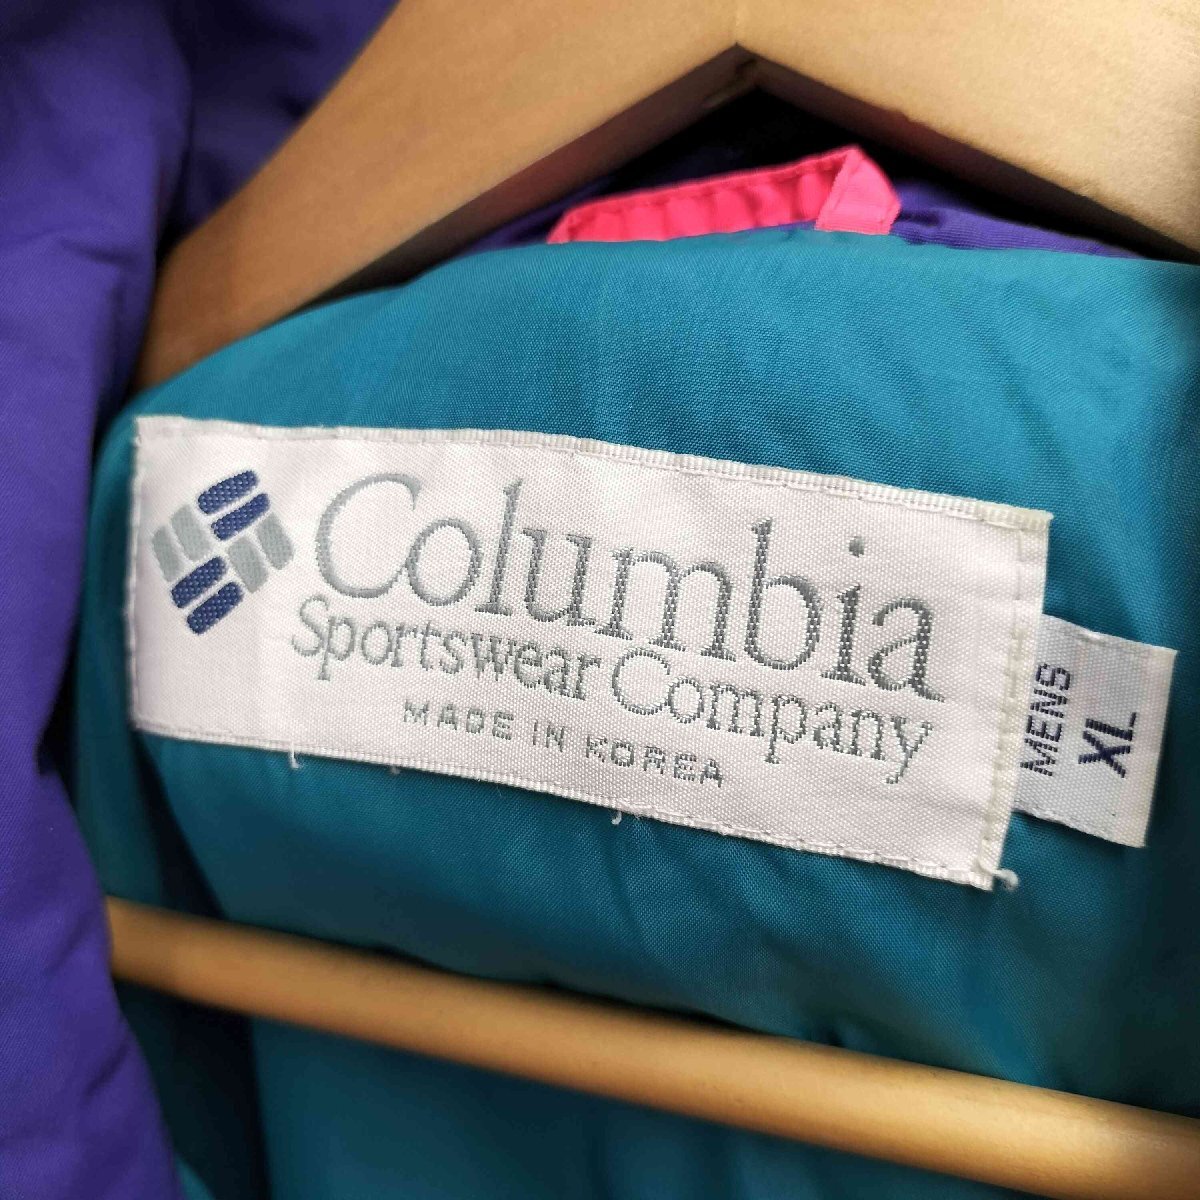 Columbia
Sportswear Company
MADE IN KOREA
MENS
XL